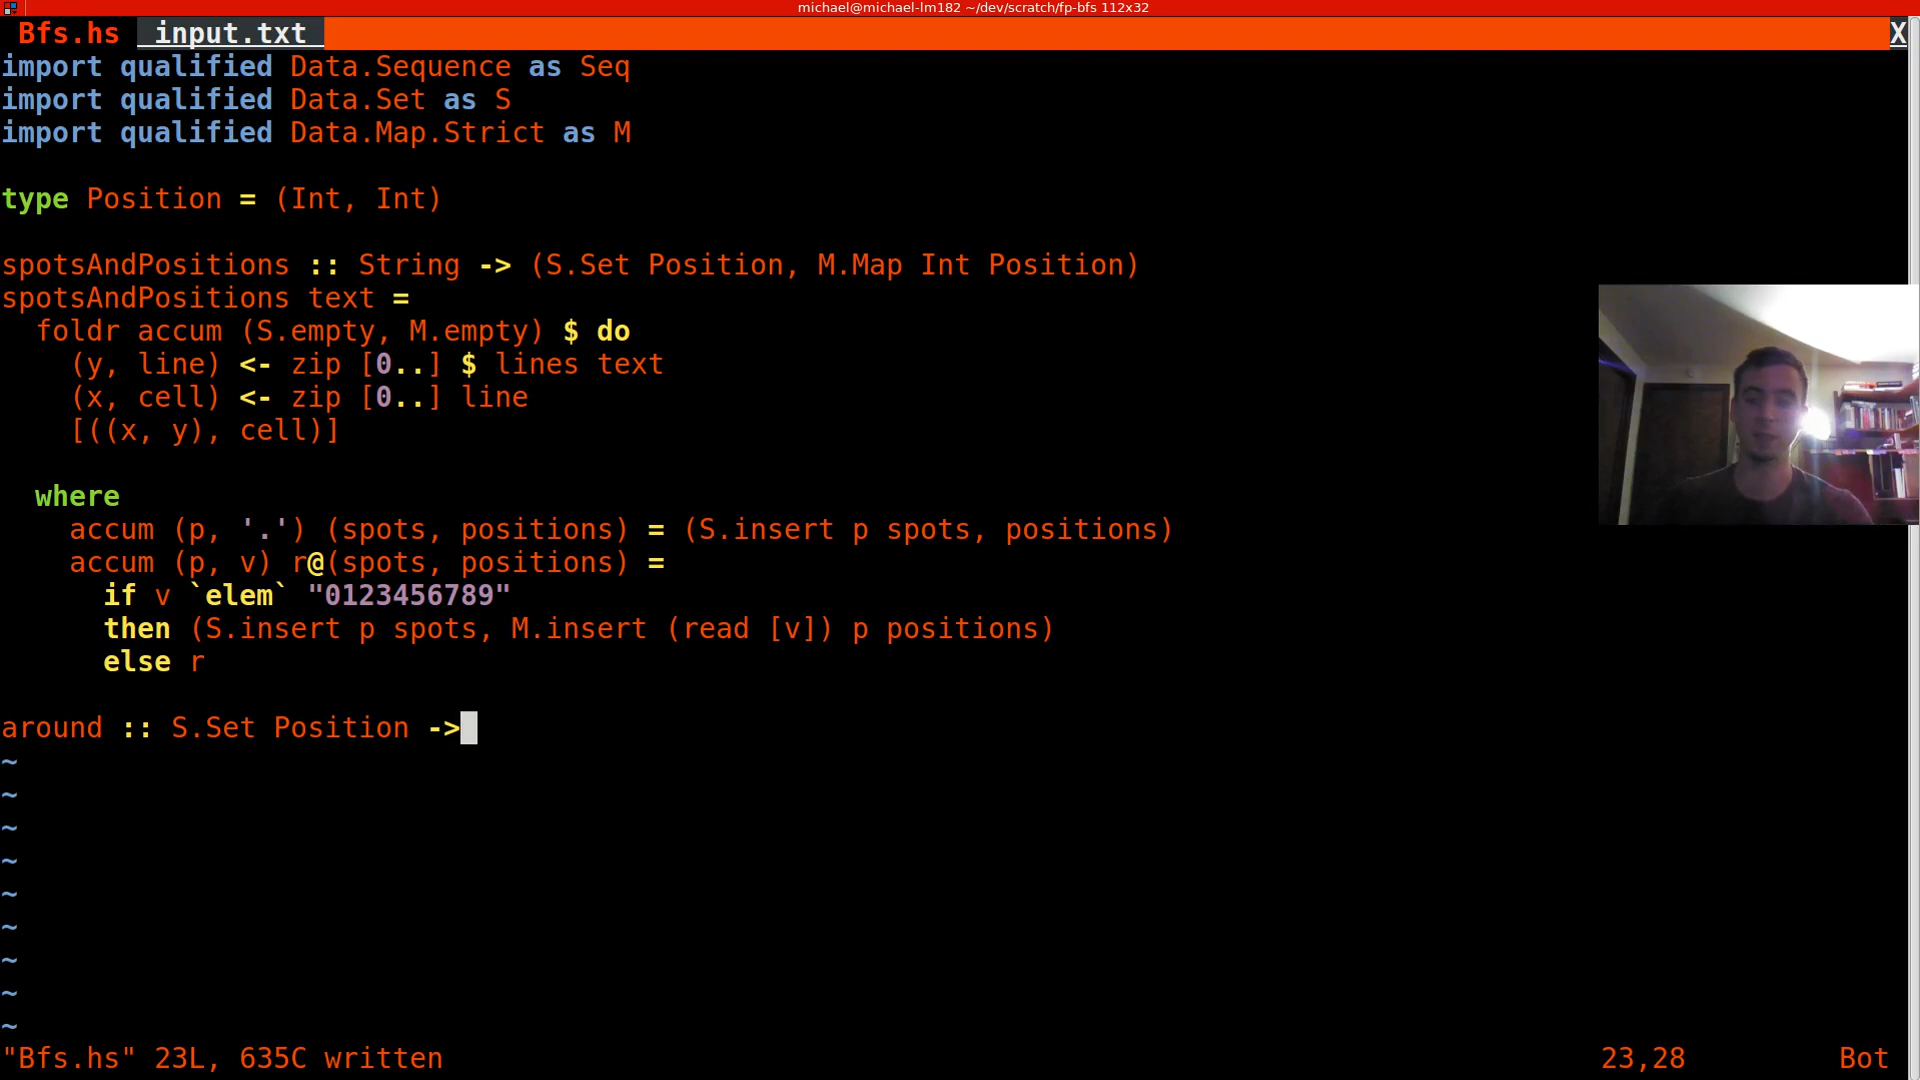 michael@michael-lm182 ~/dev/scratch/fp-bfs 112x32
Bfs.hs input.txt X
import qualified Data.Sequence as Seq
import qualified Data.Set as S
import qualified Data.Map.Strict as M
type Position = (Int, Int)
spotsAndPositions :: String -> (S.Set Position, M.Map Int Position)
spotsAndPositions text =
  foldr accum (S.empty, M.empty) $ do
    (y, line) <- zip [0..] $ lines text
    (x, cell) <- zip [0..] line
    [((x, y), cell)]
  where
    accum (p, '.') (spots, positions) = (S.insert p spots, positions)
    accum (p, v) r@(spots, positions) =
      if v `elem` "0123456789"
      then (S.insert p spots, M.insert (read [v]) p positions)
      else r
around :: S.Set Position ->
~
~
~
~
~
~
~
~
~
"Bfs.hs" 23L, 635C written 23,28 Bot